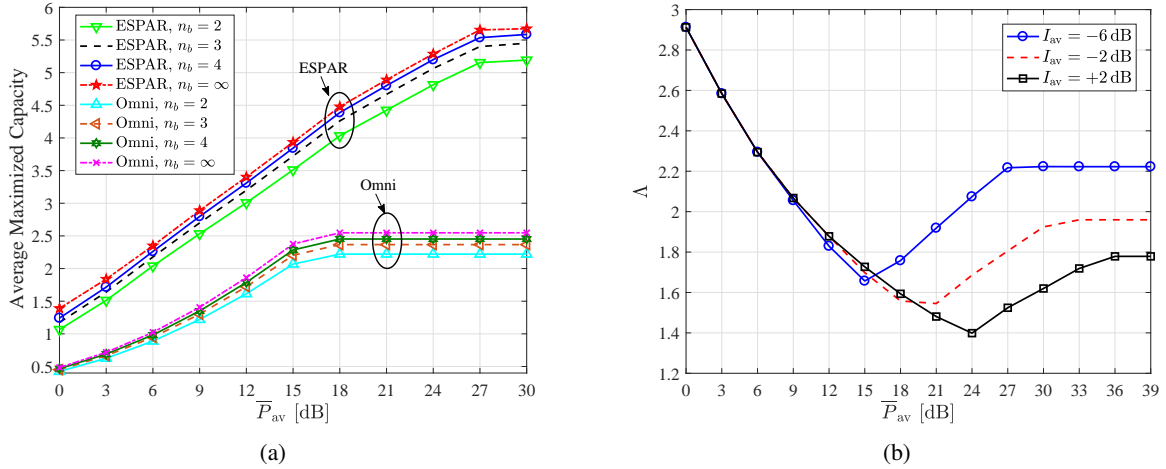 ESPAR, n_b = 2
ESPAR, n_b = 3
ESPAR, n_b = 4
ESPAR, n_b = ∞
Omni, n_b = 2
Omni, n_b = 3
Omni, n_b = 4
Omni, n_b = ∞
ESPAR
Omni
Average Maximized Capacity
6
5.5
5
4.5
4
3.5
3
2.5
2
1.5
1
0.5
0 3 6 9 12 15 18 21 24 27 30
P̅_av [dB]
(a)
I_av = −6 dB
I_av = −2 dB
I_av = +2 dB
Λ
3
2.8
2.6
2.4
2.2
2
1.8
1.6
1.4
1.2
0 3 6 9 12 15 18 21 24 27 30 33 36 39
P̅_av [dB]
(b)